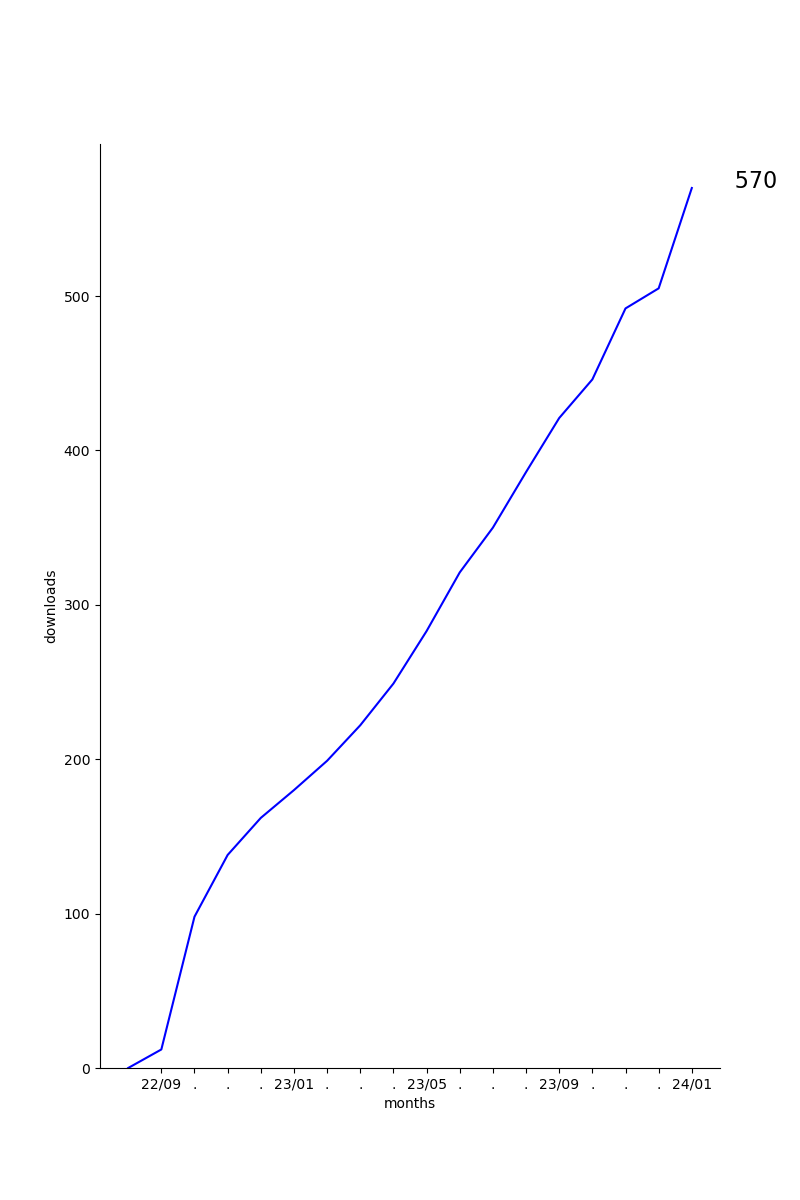 570
500
400
300
200
100
0
downloads
22/09 . . . 23/01 . . . 23/05 . . . 23/09 . . . 24/01
months